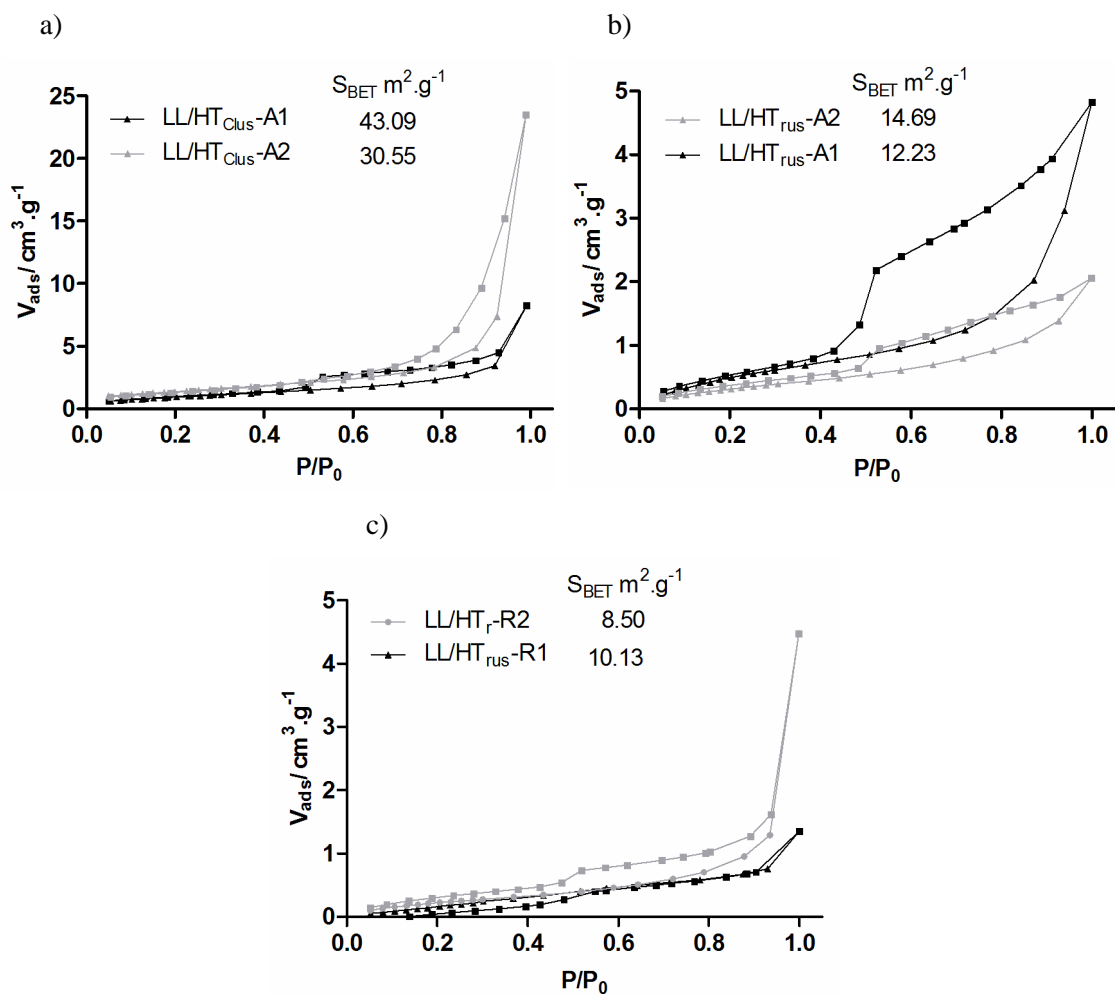 a)
S_BET m².g⁻¹
LL/HT_Clus-A1 43.09
LL/HT_Clus-A2 30.55
V_ads/ cm³.g⁻¹
25
20
15
10
5
0
0.0 0.2 0.4 0.6 0.8 1.0
P/P₀
b)
S_BET m².g⁻¹
LL/HT_rus-A2 14.69
LL/HT_rus-A1 12.23
V_ads/ cm³.g⁻¹
5
4
3
2
1
0
0.0 0.2 0.4 0.6 0.8 1.0
P/P₀
c)
S_BET m².g⁻¹
LL/HT_r-R2 8.50
LL/HT_rus-R1 10.13
V_ads/ cm³.g⁻¹
5
4
3
2
1
0
0.0 0.2 0.4 0.6 0.8 1.0
P/P₀